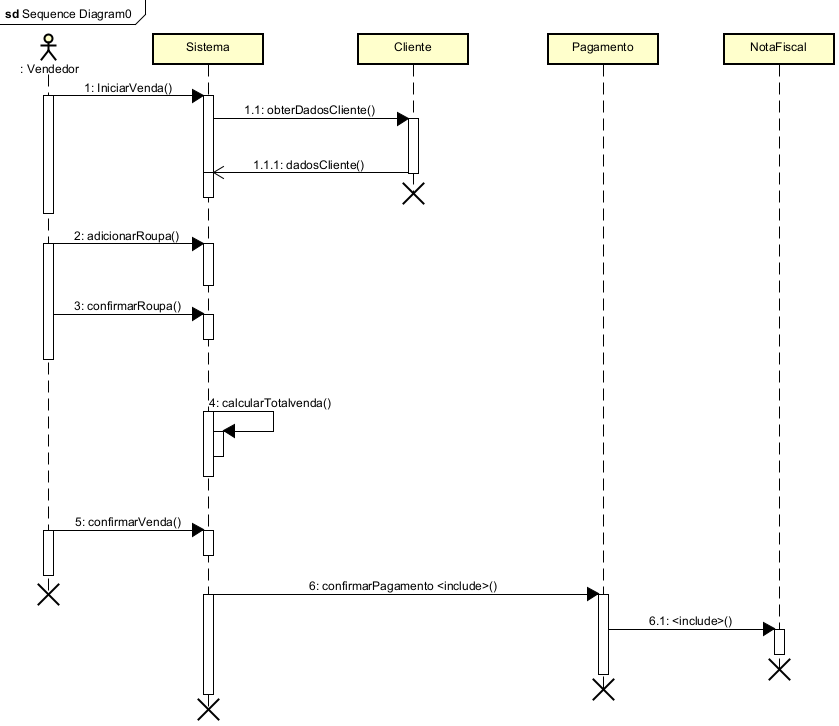 sd Sequence Diagram0
: Vendedor
Sistema
Cliente
Pagamento
NotaFiscal
1: IniciarVenda()
1.1: obterDadosCliente()
1.1.1: dadosCliente()
2: adicionarRoupa()
3: confirmarRoupa()
4: calcularTotalvenda()
5: confirmarVenda()
6: confirmarPagamento <include>()
6.1: <include>()